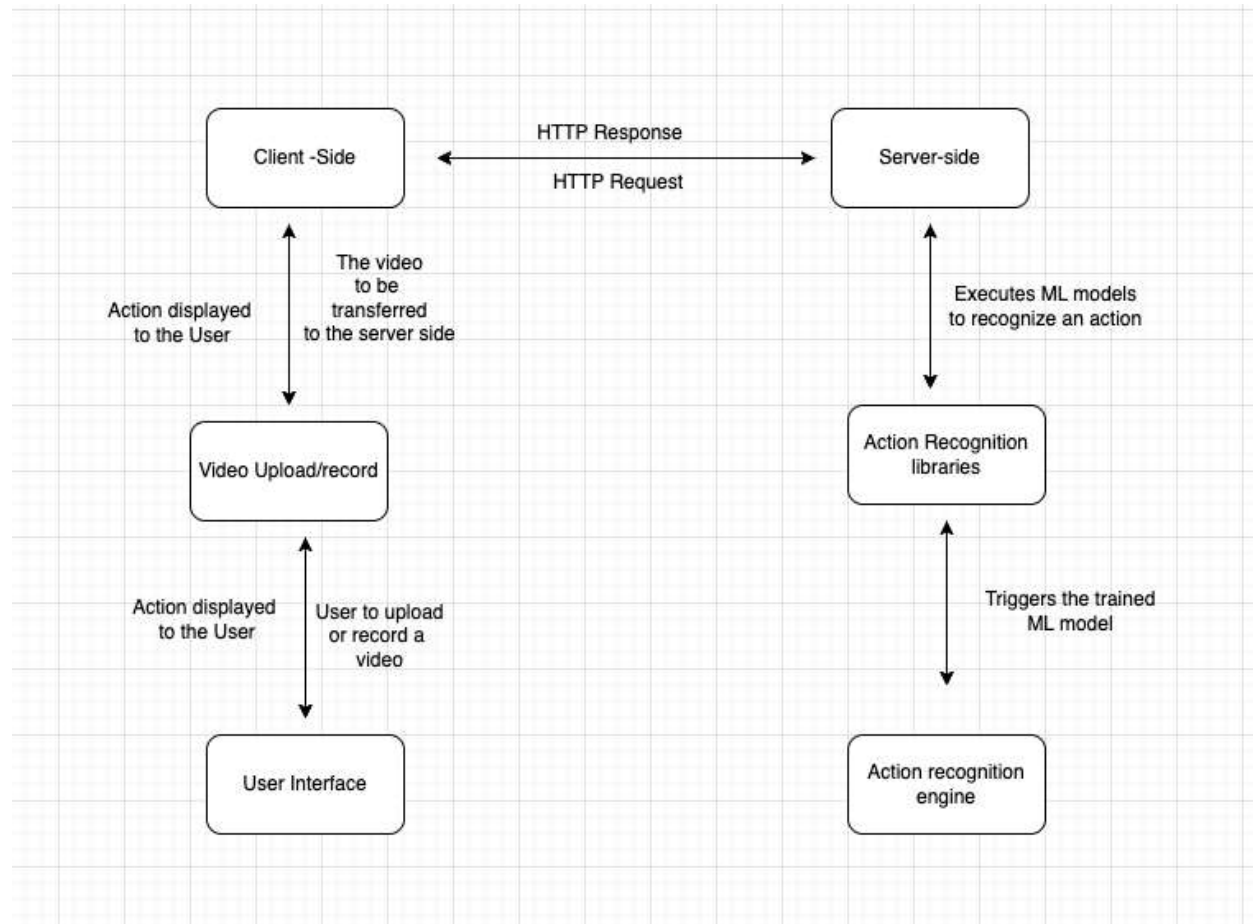 Client -Side
HTTP Response
HTTP Request
Server-side
Action displayed
to the User
The video
to be
transferred
to the server side
Executes ML models
to recognize an action
Video Upload/record
Action Recognition
libraries
Action displayed
to the User
User to upload
or record a
video
Triggers the trained
ML model
User Interface
Action recognition
engine